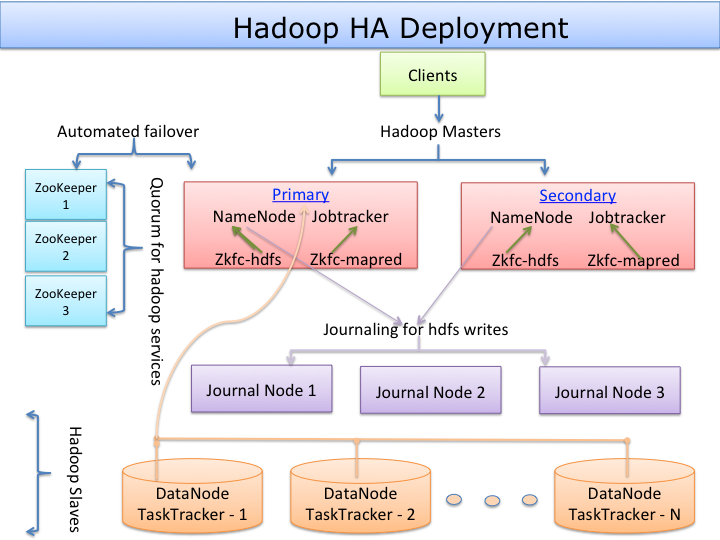 Hadoop HA Deployment
Clients
Automated failover
Hadoop Masters
ZooKeeper
1
ZooKeeper
2
ZooKeeper
3
Quorum for hadoop services
Primary
NameNode Jobtracker
Zkfc-hdfs Zkfc-mapred
Secondary
NameNode Jobtracker
Zkfc-hdfs Zkfc-mapred
Journaling for hdfs writes
Journal Node 1
Journal Node 2
Journal Node 3
Hadoop Slaves
DataNode
TaskTracker - 1
DataNode
TaskTracker - 2
DataNode
TaskTracker - N